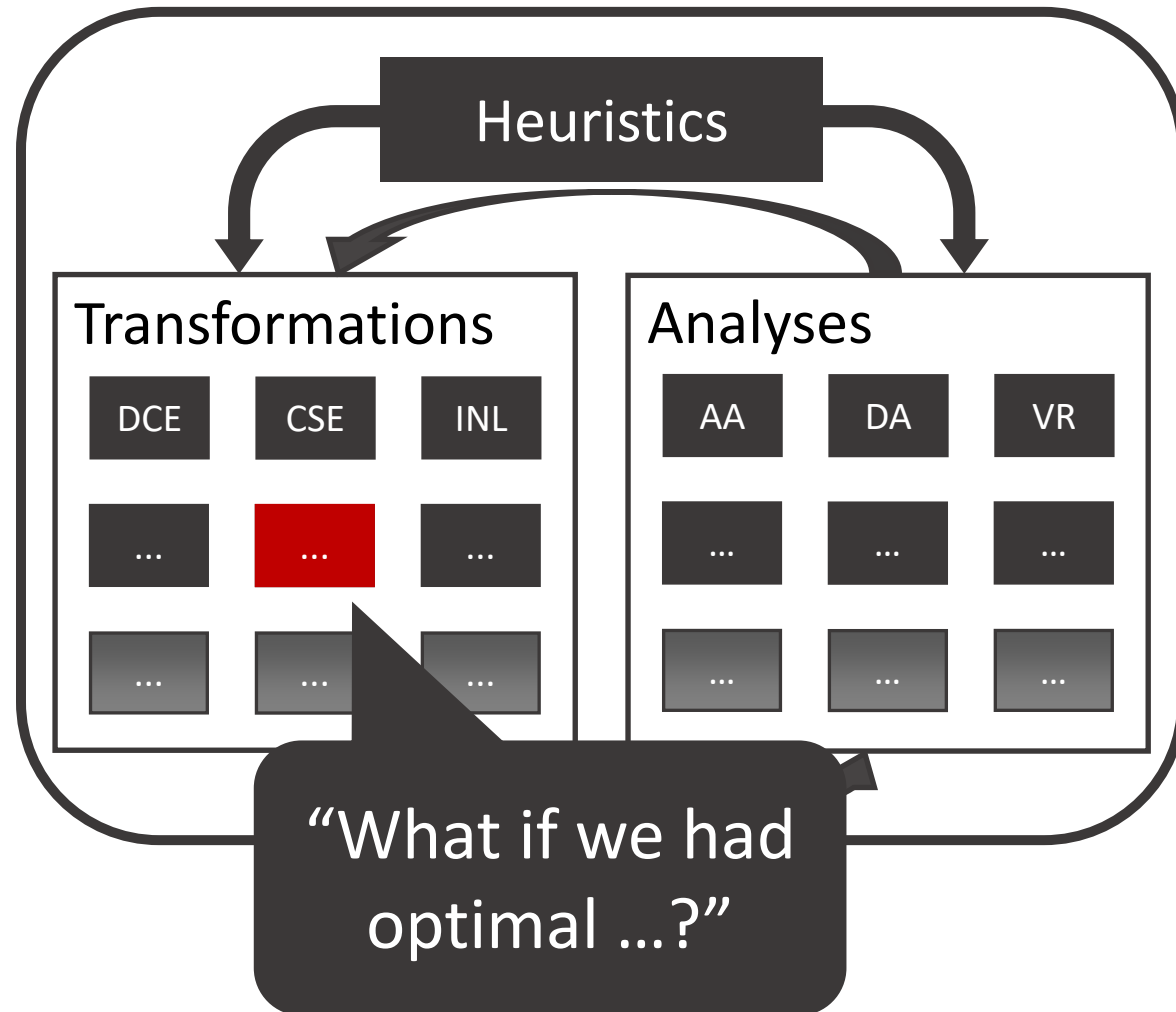 Heuristics
Transformations
DCE CSE INL
... ... ...
... ... ...
Analyses
AA DA VR
... ... ...
... ... ...
“What if we had
optimal ...?”